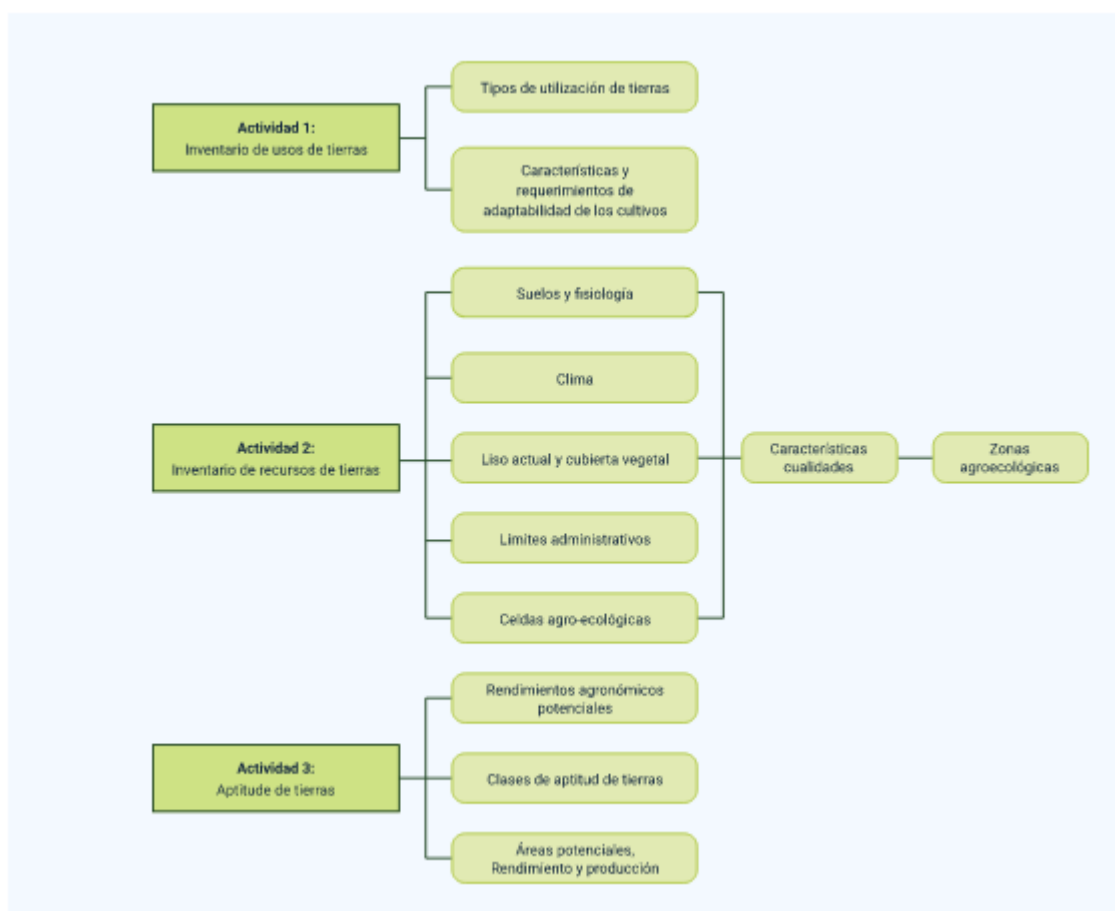 Tipos de utilización de tierras
Actividad 1:
Inventario de usos de tierras
Características y
requerimientos de
adaptabilidad de los cultivos
Suelos y fisiología
Clima
Actividad 2:
Inventario de recursos de tierras
Liso actual y cubierta vegetal
Características
cualidades
Zonas
agroecológicas
Limites administrativos
Celdas agro-ecológicas
Rendimientos agronómicos
potenciales
Actividad 3:
Aptitude de tierras
Clases de aptitud de tierras
Áreas potenciales,
Rendimiento y producción